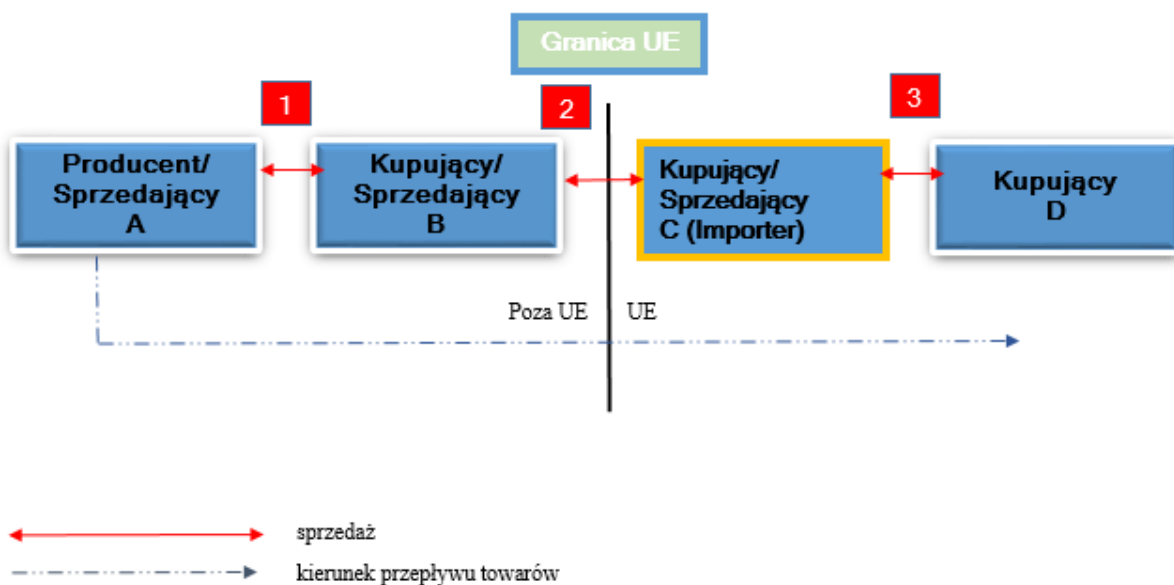 Granica UE
1
2
3
Producent/
Sprzedający
A
Kupujący/
Sprzedający
B
Kupujący/
Sprzedający
C (Importer)
Kupujący
D
Poza UE
UE
sprzedaż
kierunek przepływu towarów